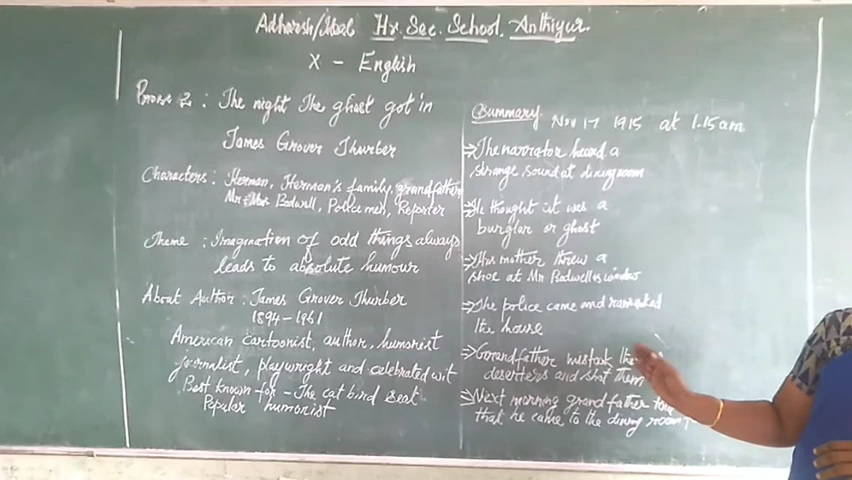 Hr. Sec. School, Anthiyur.
X - English
Prose 2 : The night The ghost got in
James Grover Thurber
Characters : Herman, Herman's family, grandfather
Mr Bodwell, Policemen, Reporter
Theme : Imagination of odd things always
leads to absolute humour
About Author : James Grover Thurber
1894 - 1961
American cartoonist, author, humorist
journalist, playwright and celebrated wit
Best known for - The cat bird seat
Popular humorist
Summary Nov 17 1915 at 1.15 am
⇒ The narrator heard a
strange sound at dining room
⇒ He thought it was a
burglar or ghost
⇒ His mother threw a
shoe at Mr Bodwell window
⇒ The police came and
the house
⇒ Grandfather mistook
deserters and shot them
⇒ Next morning grandfather
that he came to the dining room